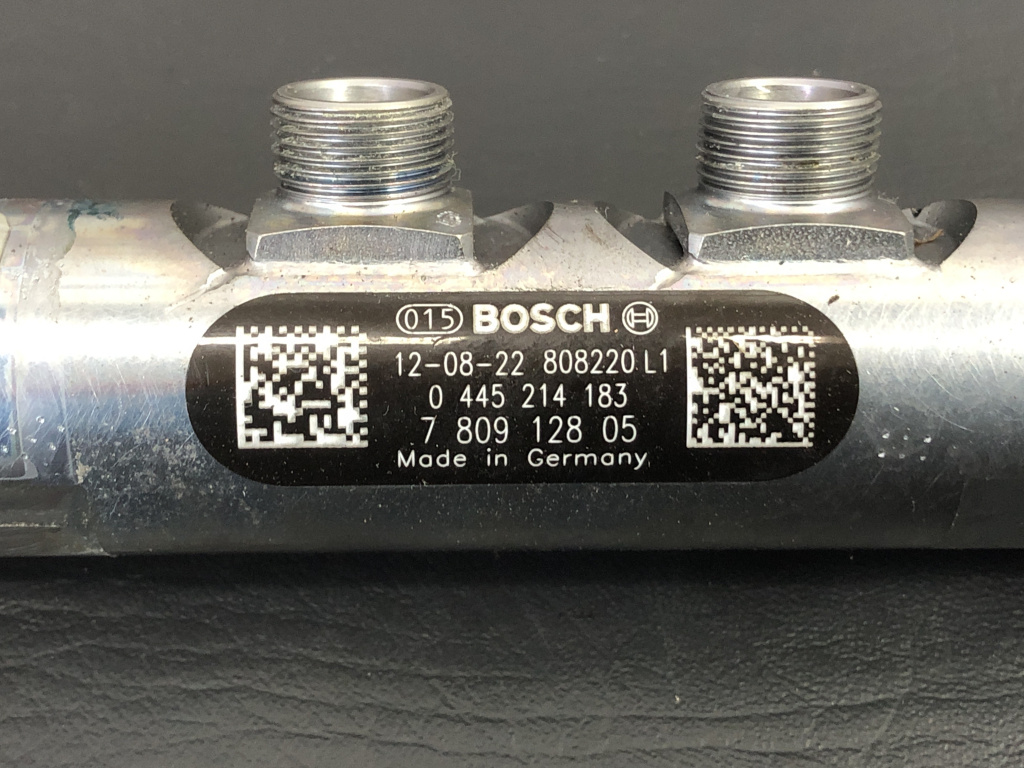 015 BOSCH
12-08-22 808220 L1
0 445 214 183
7 809 128 05
Made in Germany